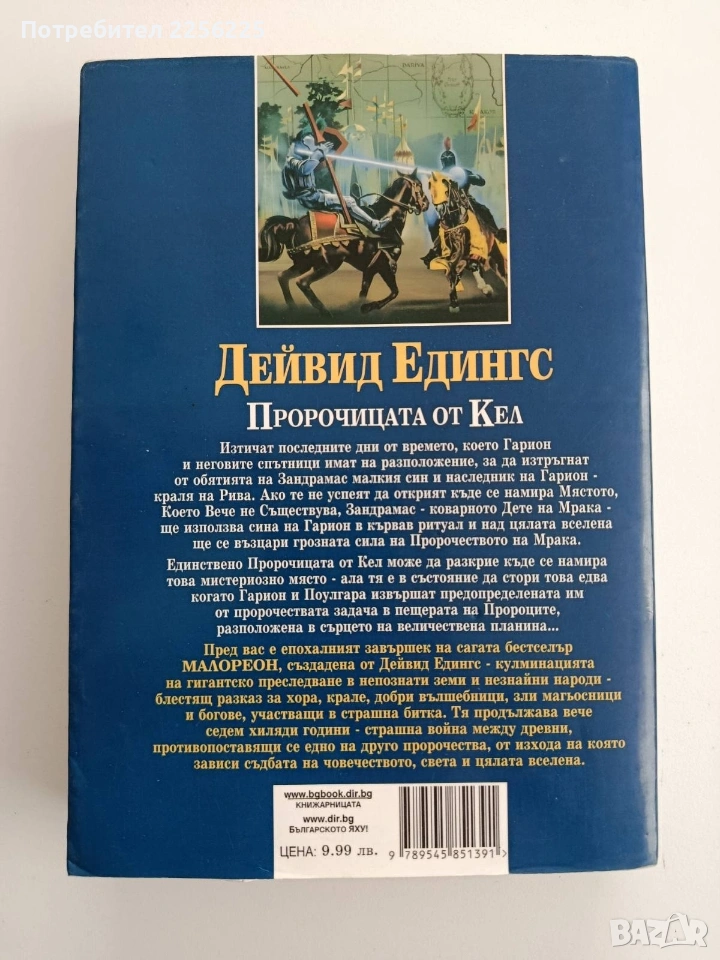 Потребител 2256225
ДЕЙВИД ЕДИНГС
ПРОРОЧИЦАТА ОТ КЕЛ
Изтичат последните дни от времето, което Гарион
и неговите спътници имат на разположение, за да изтръгнат
от обятията на Зандрамас малкия син и наследник на Гарион -
краля на Рива. Ако те не успеят да открият къде се намира Мястото,
Което Вече не Съществува, Зандрамас - коварното Дете на Мрака -
ще използва сина на Гарион в кървав ритуал и над цялата вселена
ще се възцари грозната сила на Пророчеството на Мрака.
Единствено Пророчицата от Кел може да разкрие къде се намира
това мистериозно място - ала тя е в състояние да стори това едва
когато Гарион и Поулгара извършат предопределената им
от пророчествата задача в пещерата на Пророците,
разположена в сърцето на величествена планина...
Пред вас е епохалният завършек на сагата бестселър
МАЛОРЕОН, създадена от Дейвид Едингс - кулминацията
на гигантско преследване в непознати земи и незнайни народи -
блестящ разказ за хора, крале, добри вълшебници, зли магьосници
и богове, участващи в страшна битка. Тя продължава вече
седем хиляди години - страшна война между древни,
противопоставящи се едно на друго пророчества, от изхода на която
зависи съдбата на човечеството, света и цялата вселена.
www.bgbook.dir.bg
КНИЖАРНИЦАТА
www.dir.bg
БЪЛГАРСКОТО ЯХУ!
ЦЕНА: 9.99 лв.
9 789545 851391 >
BAZAR